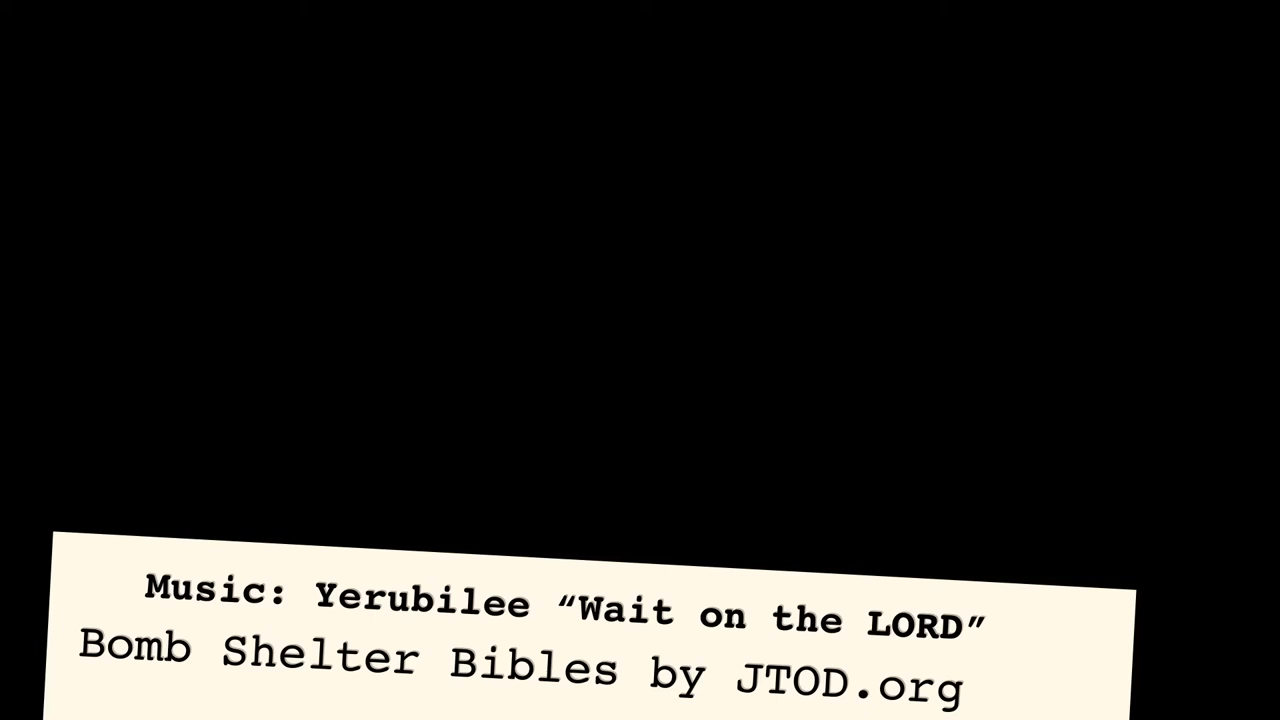 Music: Yerubilee “Wait on the LORD”
Bomb Shelter Bibles by JTOD.org